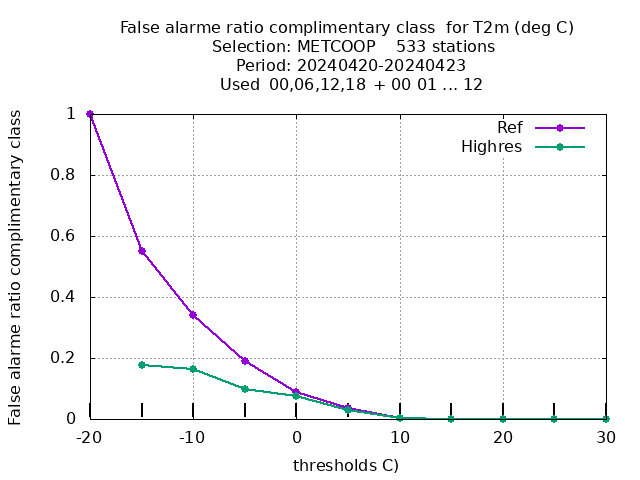 False alarme ratio complimentary class  for T2m (deg C)
Selection: METCOOP    533 stations
Period: 20240420-20240423
Used  00,06,12,18 + 00 01 ... 12
False alarme ratio complimentary class
Ref
Highres
1
0.8
0.6
0.4
0.2
0
-20 -10 0 10 20 30
thresholds C)